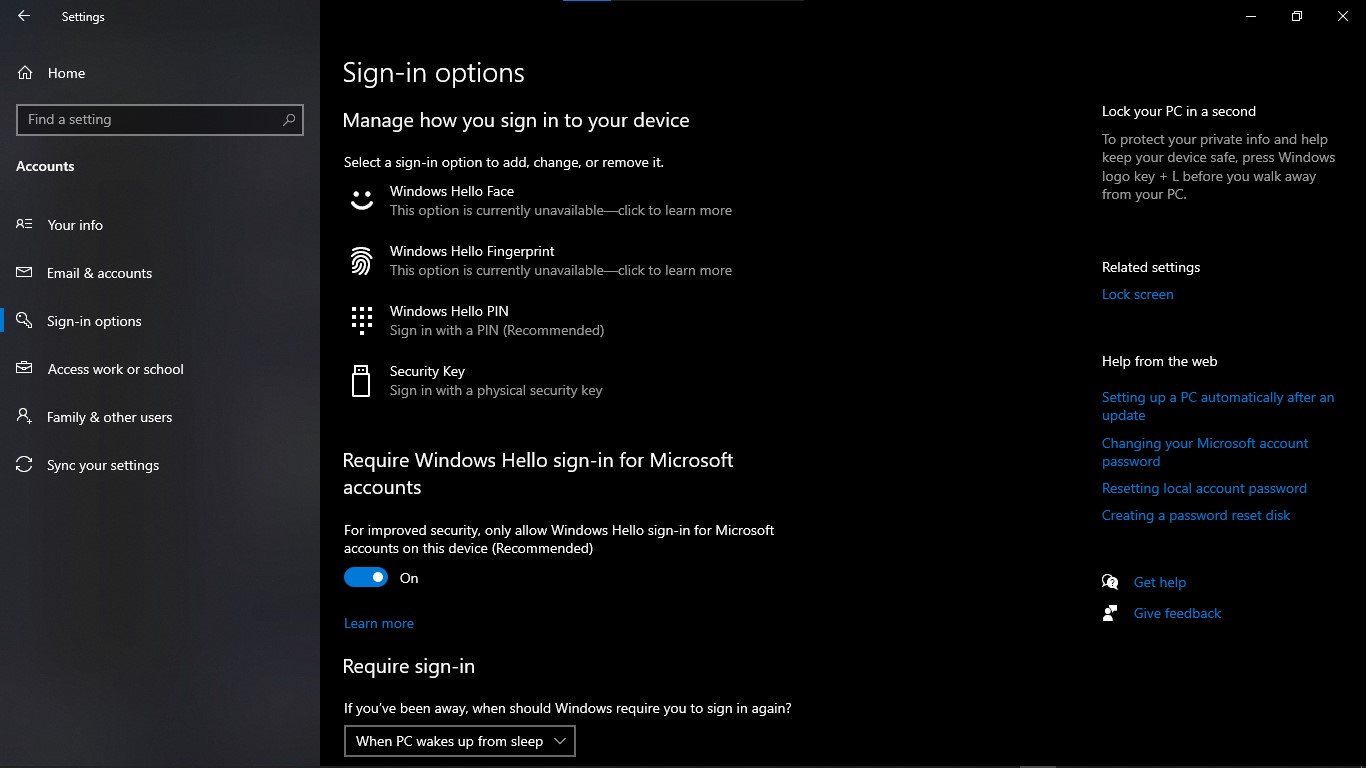 Settings
Home
Find a setting
Accounts
Your info
Email & accounts
Sign-in options
Access work or school
Family & other users
Sync your settings
Sign-in options
Manage how you sign in to your device
Select a sign-in option to add, change, or remove it.
Windows Hello Face
This option is currently unavailable—click to learn more
Windows Hello Fingerprint
This option is currently unavailable—click to learn more
Windows Hello PIN
Sign in with a PIN (Recommended)
Security Key
Sign in with a physical security key
Require Windows Hello sign-in for Microsoft
accounts
For improved security, only allow Windows Hello sign-in for Microsoft
accounts on this device (Recommended)
On
Learn more
Require sign-in
If you've been away, when should Windows require you to sign in again?
When PC wakes up from sleep
Lock your PC in a second
To protect your private info and help
keep your device safe, press Windows
logo key + L before you walk away
from your PC.
Related settings
Lock screen
Help from the web
Setting up a PC automatically after an
update
Changing your Microsoft account
password
Resetting local account password
Creating a password reset disk
Get help
Give feedback